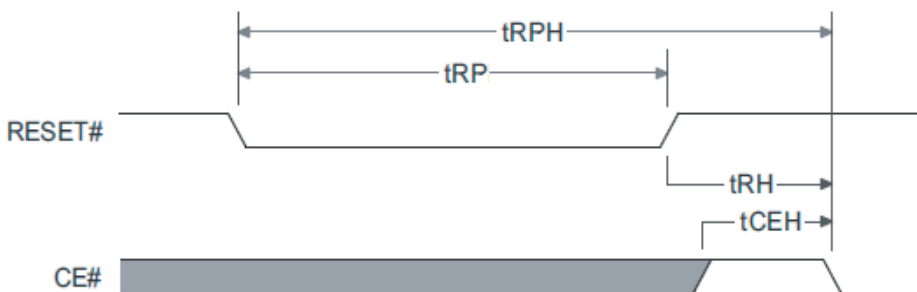 tRPH
tRP
RESET#
tRH
tCEH
CE#